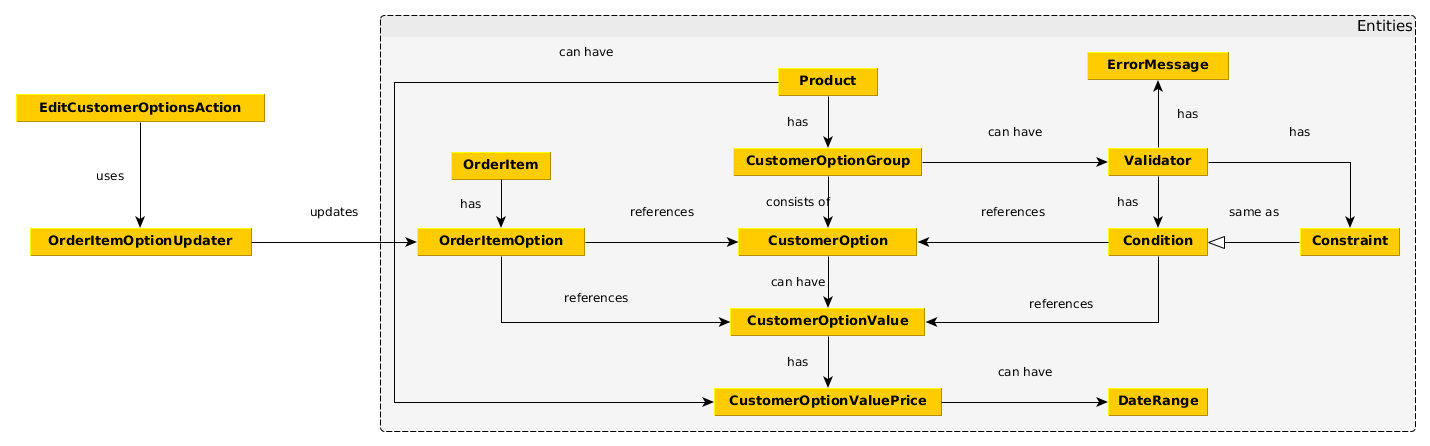 Entities
can have
ErrorMessage
Product
EditCustomerOptionsAction
has
has
can have
has
OrderItem
CustomerOptionGroup
Validator
uses
has
consists of
has
updates
references
references
same as
OrderItemOptionUpdater
OrderItemOption
CustomerOption
Condition
Constraint
can have
references
references
CustomerOptionValue
has
can have
CustomerOptionValuePrice
DateRange